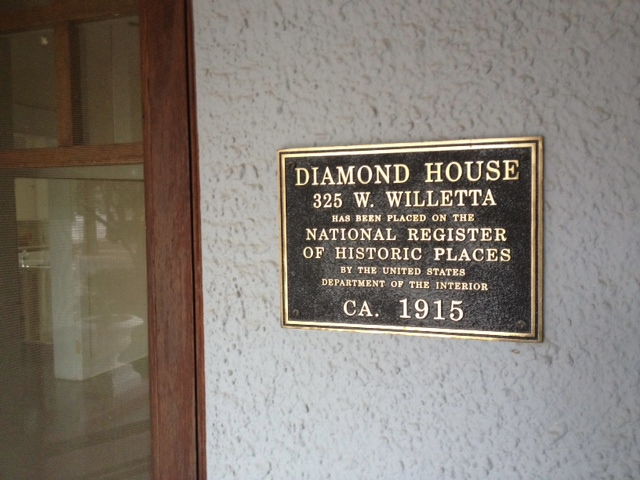 DIAMOND HOUSE
325 W. WILLETTA
HAS BEEN PLACED ON THE
NATIONAL REGISTER
OF HISTORIC PLACES
BY THE UNITED STATES
DEPARTMENT OF THE INTERIOR
CA. 1915